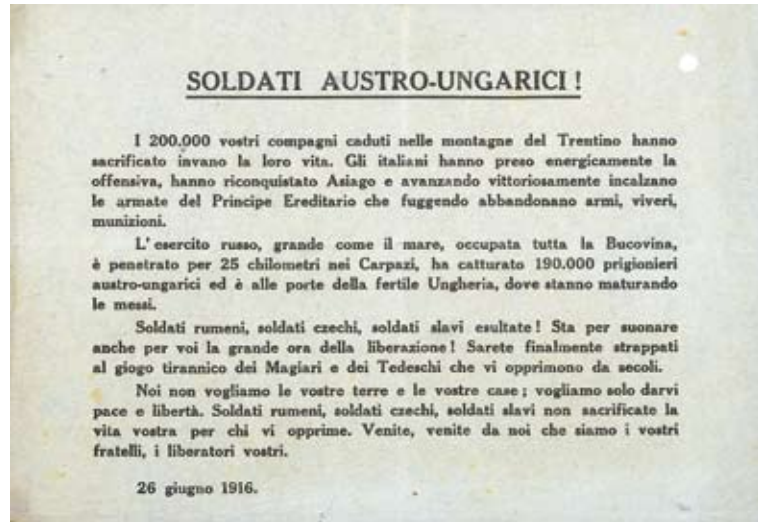 SOLDATI AUSTRO-UNGARICI !
I 200.000 vostri compagni caduti nelle montagne del Trentino hanno
sacrificato invano la loro vita. Gli italiani hanno preso energicamente la
offensiva, hanno riconquistato Asiago e avanzando vittoriosamente incalzano
le armate del Principe Ereditario che fuggendo abbandonano armi, viveri,
munizioni.
L' esercito russo, grande come il mare, occupata tutta la Bucovina,
è penetrato per 25 chilometri nei Carpazi, ha catturato 190.000 prigionieri
austro-ungarici ed è alle porte della fertile Ungheria, dove stanno maturando
le messi.
Soldati rumeni, soldati czechi, soldati slavi esultate ! Sta per suonare
anche per voi la grande ora della liberazione ! Sarete finalmente strappati
al giogo tirannico dei Magiari e dei Tedeschi che vi opprimono da secoli.
Noi non vogliamo le vostre terre e le vostre case ; vogliamo solo darvi
pace e libertà. Soldati rumeni, soldati czechi, soldati slavi non sacrificate la
vita vostra per chi vi opprime. Venite, venite da noi che siamo i vostri
fratelli, i liberatori vostri.
26 giugno 1916.